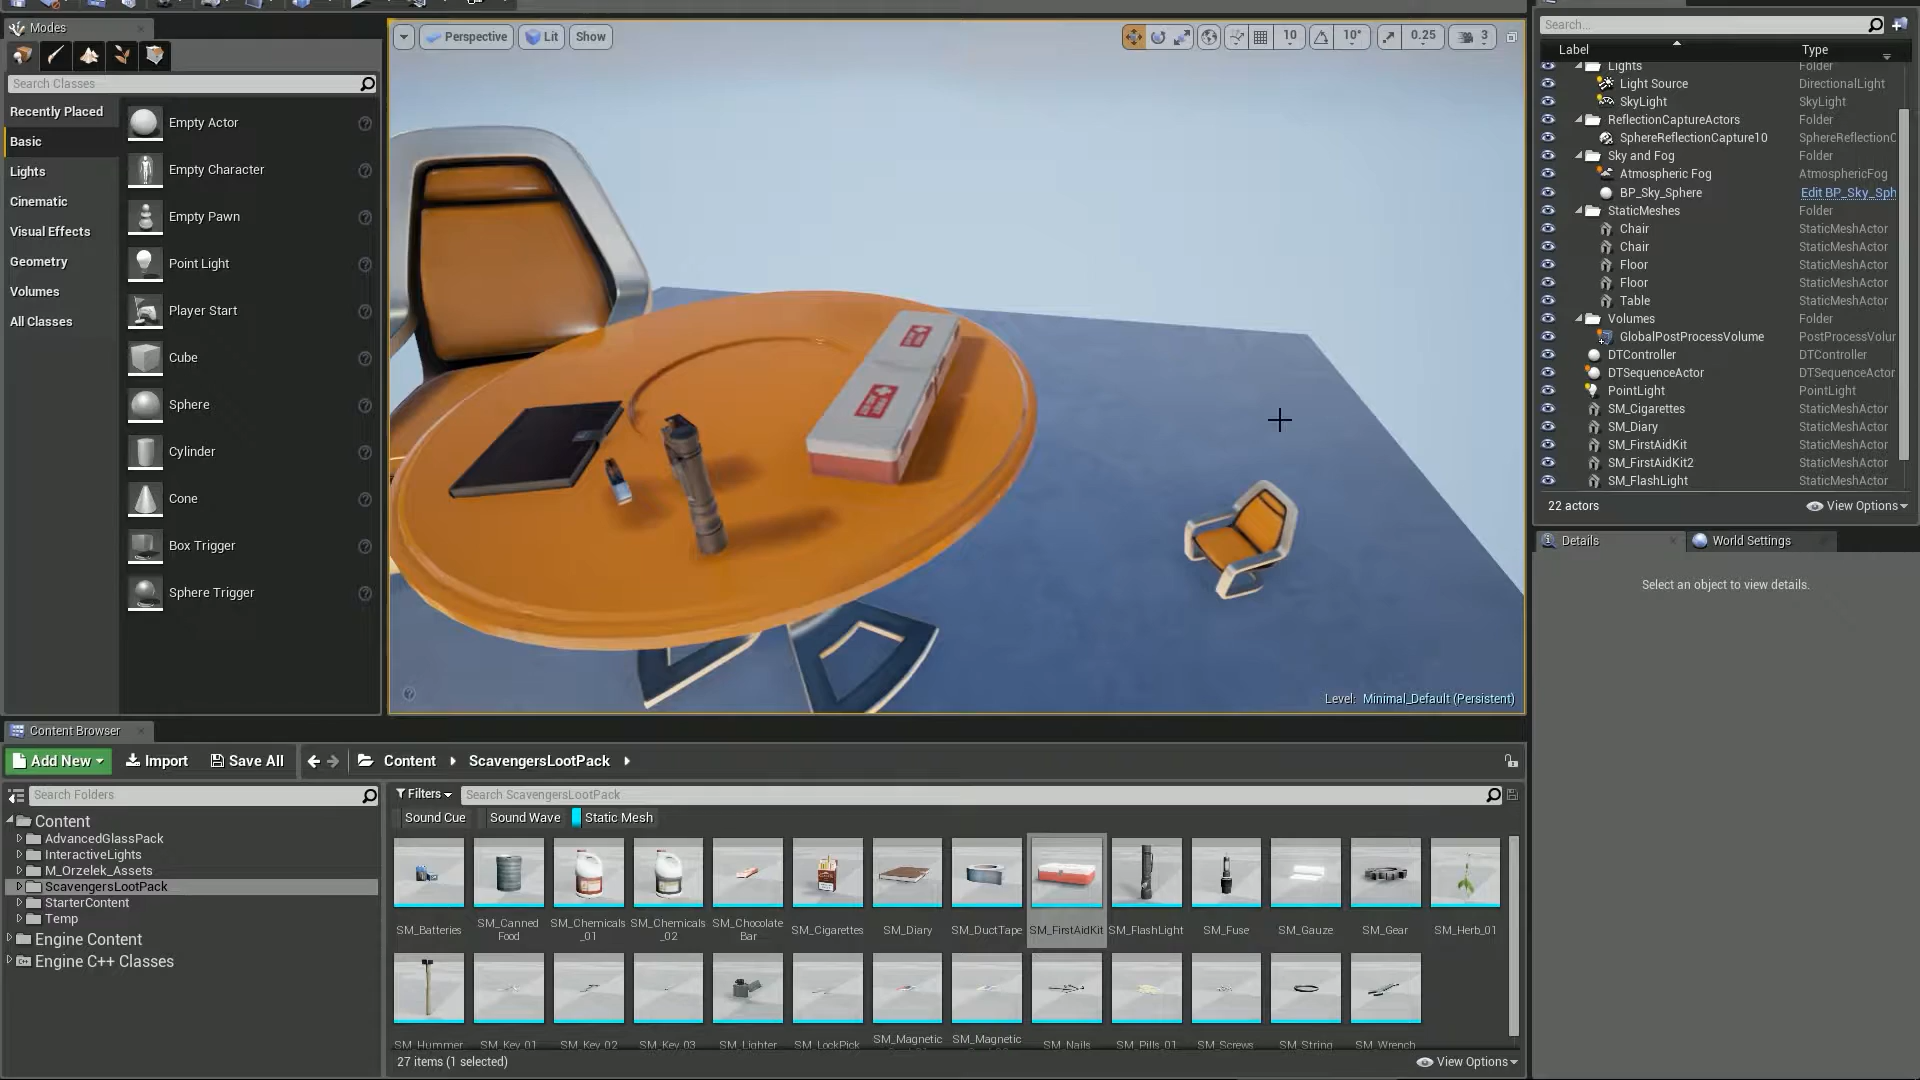 Modes
Search Classes
Recently Placed
Basic
Lights
Cinematic
Visual Effects
Geometry
Volumes
All Classes
Empty Actor
Empty Character
Empty Pawn
Point Light
Player Start
Cube
Sphere
Cylinder
Cone
Box Trigger
Sphere Trigger
Perspective
Lit
Show
10
10°
0.25
3
Level: Minimal_Default (Persistent)
Search...
Label Type
Lights Folder
Light Source DirectionalLight
SkyLight SkyLight
ReflectionCaptureActors Folder
SphereReflectionCapture10 SphereReflectionC
Sky and Fog Folder
Atmospheric Fog AtmosphericFog
BP_Sky_Sphere Edit BP_Sky_Sph
StaticMeshes Folder
Chair StaticMeshActor
Chair StaticMeshActor
Floor StaticMeshActor
Floor StaticMeshActor
Table StaticMeshActor
Volumes Folder
GlobalPostProcessVolume PostProcessVolur
DTController DTController
DTSequenceActor DTSequenceActor
PointLight PointLight
SM_Cigarettes StaticMeshActor
SM_Diary StaticMeshActor
SM_FirstAidKit StaticMeshActor
SM_FirstAidKit2 StaticMeshActor
SM_FlashLight StaticMeshActor
22 actors View Options
Details World Settings
Select an object to view details.
Content Browser
Add New Import Save All Content ScavengersLootPack
Search Folders
Content
AdvancedGlassPack
InteractiveLights
M_Orzelek_Assets
ScavengersLootPack
StarterContent
Temp
Engine Content
Engine C++ Classes
Filters Search ScavengersLootPack
Sound Cue Sound Wave Static Mesh
SM_Batteries
SM_Canned
Food
SM_Chemicals
_01
SM_Chemicals
_02
SM_Chocolate
Bar
SM_Cigarettes
SM_Diary
SM_DuctTape
SM_FirstAidKit
SM_FlashLight
SM_Fuse
SM_Gauze
SM_Gear
SM_Herb_01
SM_Hummer
SM_Key_01
SM_Key_02
SM_Key_03
SM_Lighter
SM_LockPick
SM_Magnetic
SM_Magnetic
SM_Nails
SM_Pills_01
SM_Screws
SM_String
SM_Wrench
27 items (1 selected) View Options